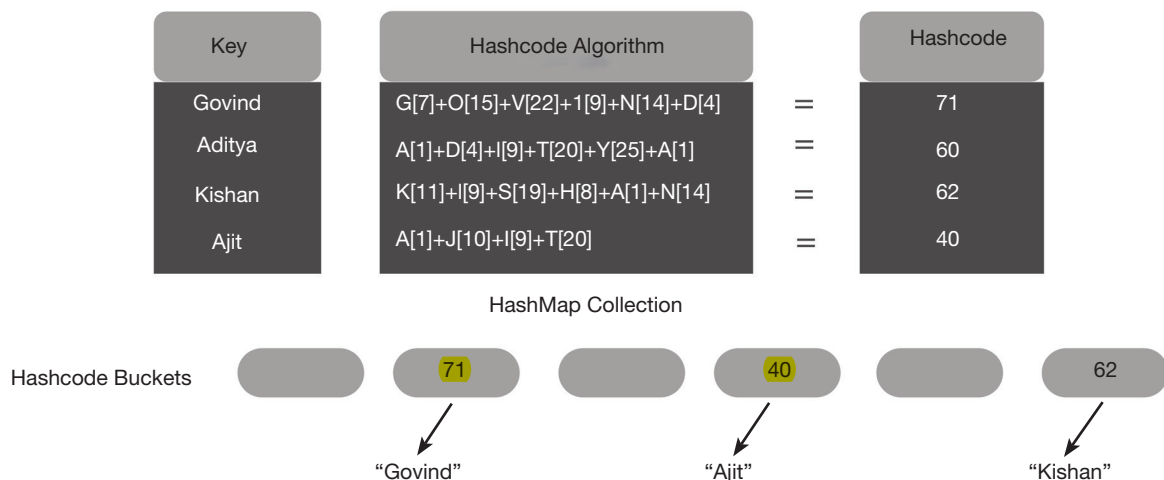 Key Hashcode Algorithm Hashcode
Govind G[7]+O[15]+V[22]+1[9]+N[14]+D[4] = 71
Aditya A[1]+D[4]+I[9]+T[20]+Y[25]+A[1] = 60
Kishan K[11]+I[9]+S[19]+H[8]+A[1]+N[14] = 62
Ajit A[1]+J[10]+I[9]+T[20] = 40
HashMap Collection
Hashcode Buckets 71 40 62
“Govind” “Ajit” “Kishan”